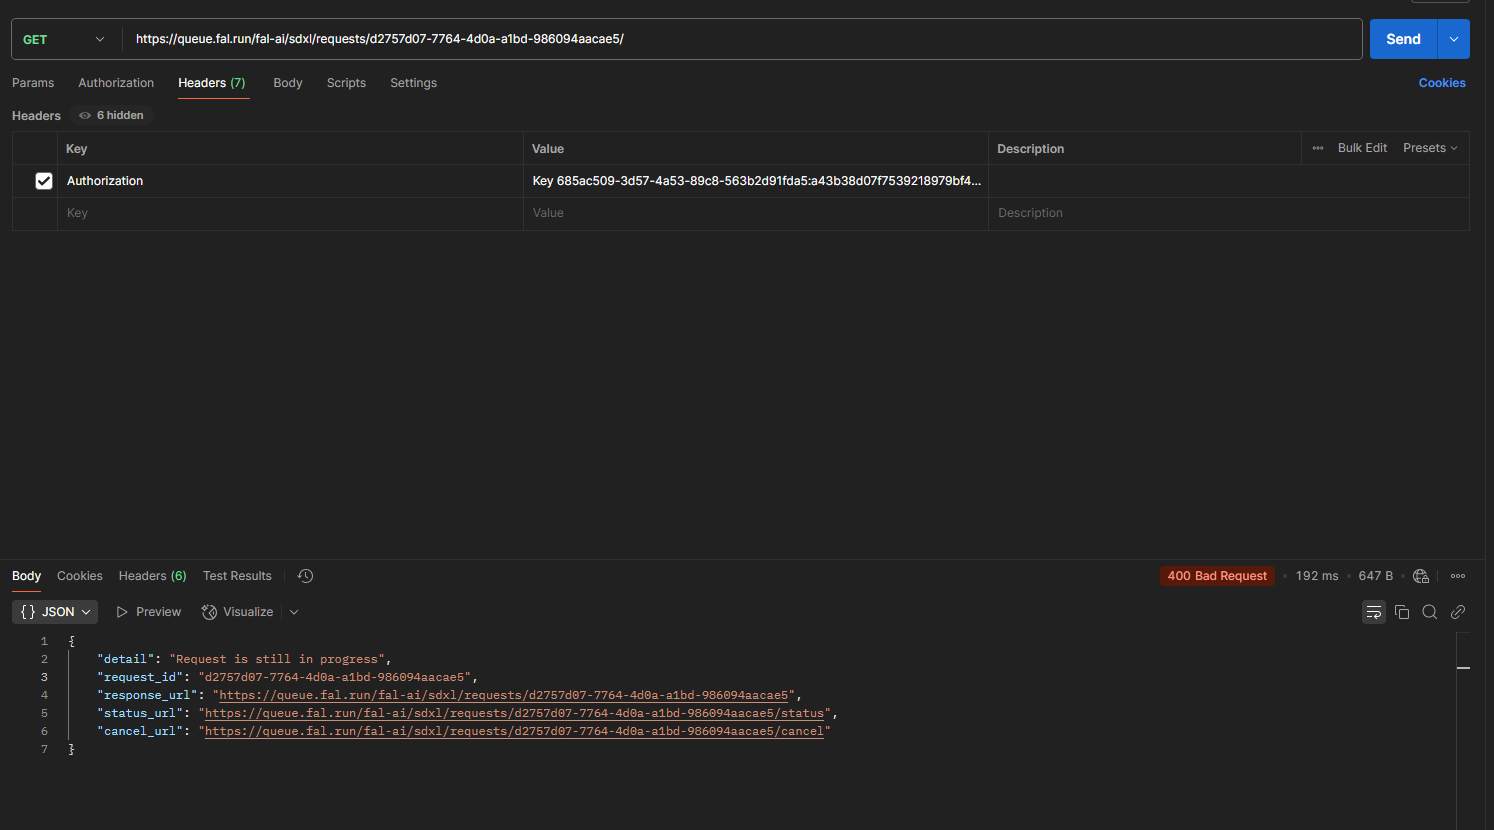 GET https://queue.fal.run/fal-ai/sdxl/requests/d2757d07-7764-4d0a-a1bd-986094aacae5/ Send
Params Authorization Headers (7) Body Scripts Settings Cookies
Headers 6 hidden
Key Value Description Bulk Edit Presets
Authorization Key 685ac509-3d57-4a53-89c8-563b2d91fda5:a43b38d07f7539218979bf4...
Key Value Description
Body Cookies Headers (6) Test Results 400 Bad Request 192 ms 647 B
{} JSON Preview Visualize
1 {
2 "detail": "Request is still in progress",
3 "request_id": "d2757d07-7764-4d0a-a1bd-986094aacae5",
4 "response_url": "https://queue.fal.run/fal-ai/sdxl/requests/d2757d07-7764-4d0a-a1bd-986094aacae5",
5 "status_url": "https://queue.fal.run/fal-ai/sdxl/requests/d2757d07-7764-4d0a-a1bd-986094aacae5/status",
6 "cancel_url": "https://queue.fal.run/fal-ai/sdxl/requests/d2757d07-7764-4d0a-a1bd-986094aacae5/cancel"
7 }